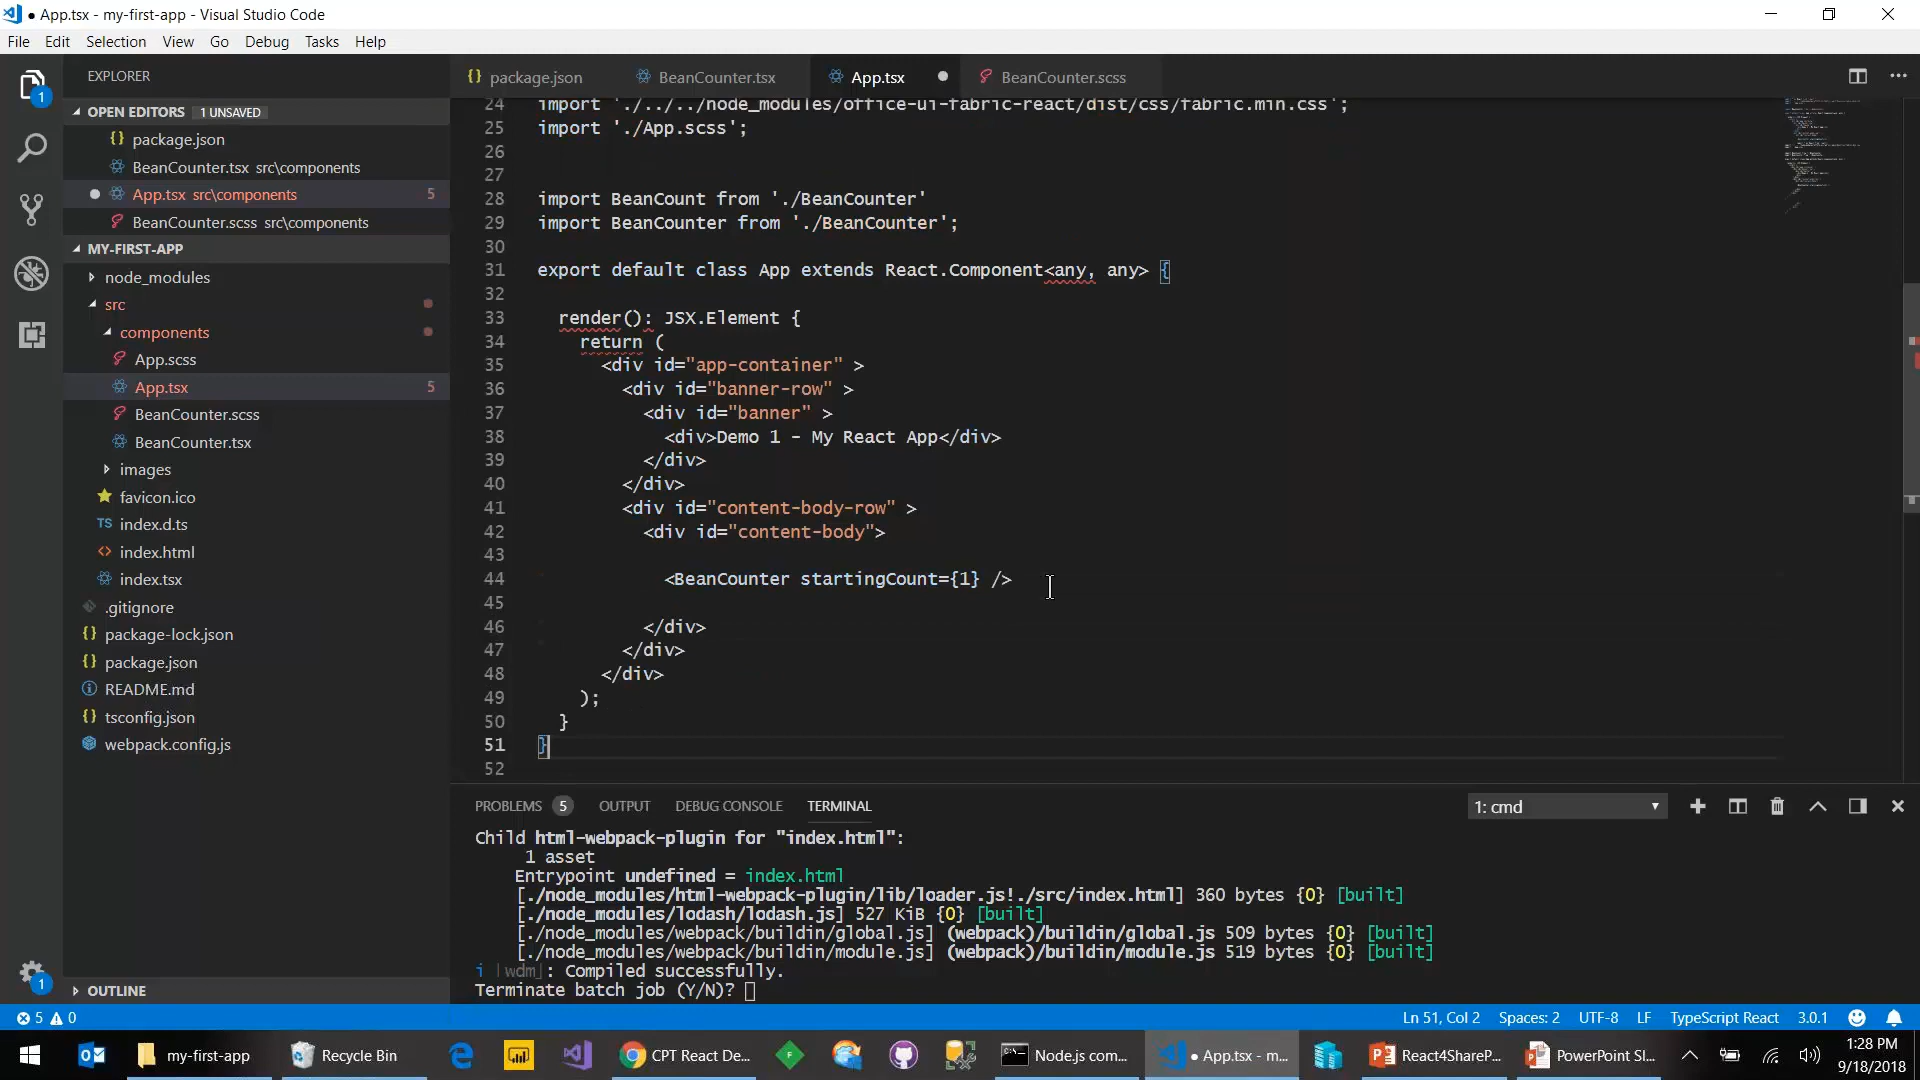 ● App.tsx - my-first-app - Visual Studio Code
File Edit Selection View Go Debug Tasks Help
EXPLORER
OPEN EDITORS 1 UNSAVED
{} package.json
BeanCounter.tsx src\components
● App.tsx src\components 5
BeanCounter.scss src\components
MY-FIRST-APP
node_modules
src
components
App.scss
App.tsx 5
BeanCounter.scss
BeanCounter.tsx
images
favicon.ico
TS index.d.ts
<> index.html
index.tsx
.gitignore
{} package-lock.json
{} package.json
README.md
{} tsconfig.json
webpack.config.js
OUTLINE
1
1
{} package.json BeanCounter.tsx App.tsx ● BeanCounter.scss
24 import './../../node_modules/office-ui-fabric-react/dist/css/fabric.min.css';
25 import './App.scss';
26
27
28 import BeanCount from './BeanCounter'
29 import BeanCounter from './BeanCounter';
30
31 export default class App extends React.Component<any, any> {
32
33 render(): JSX.Element {
34 return (
35 <div id="app-container" >
36 <div id="banner-row" >
37 <div id="banner" >
38 <div>Demo 1 - My React App</div>
39 </div>
40 </div>
41 <div id="content-body-row" >
42 <div id="content-body">
43
44 <BeanCounter startingCount={1} />
45
46 </div>
47 </div>
48 </div>
49 );
50 }
51 }
52
PROBLEMS 5 OUTPUT DEBUG CONSOLE TERMINAL 1: cmd
Child html-webpack-plugin for "index.html":
1 asset
Entrypoint undefined = index.html
[./node_modules/html-webpack-plugin/lib/loader.js!./src/index.html] 360 bytes {0} [built]
[./node_modules/lodash/lodash.js] 527 KiB {0} [built]
[./node_modules/webpack/buildin/global.js] (webpack)/buildin/global.js 509 bytes {0} [built]
[./node_modules/webpack/buildin/module.js] (webpack)/buildin/module.js 519 bytes {0} [built]
i ｢wdm｣: Compiled successfully.
Terminate batch job (Y/N)?
5 0 Ln 51, Col 2 Spaces: 2 UTF-8 LF TypeScript React 3.0.1
my-first-app Recycle Bin CPT React De... Node.js com... ● App.tsx - m... React4ShareP... PowerPoint Sl... 1:28 PM
9/18/2018